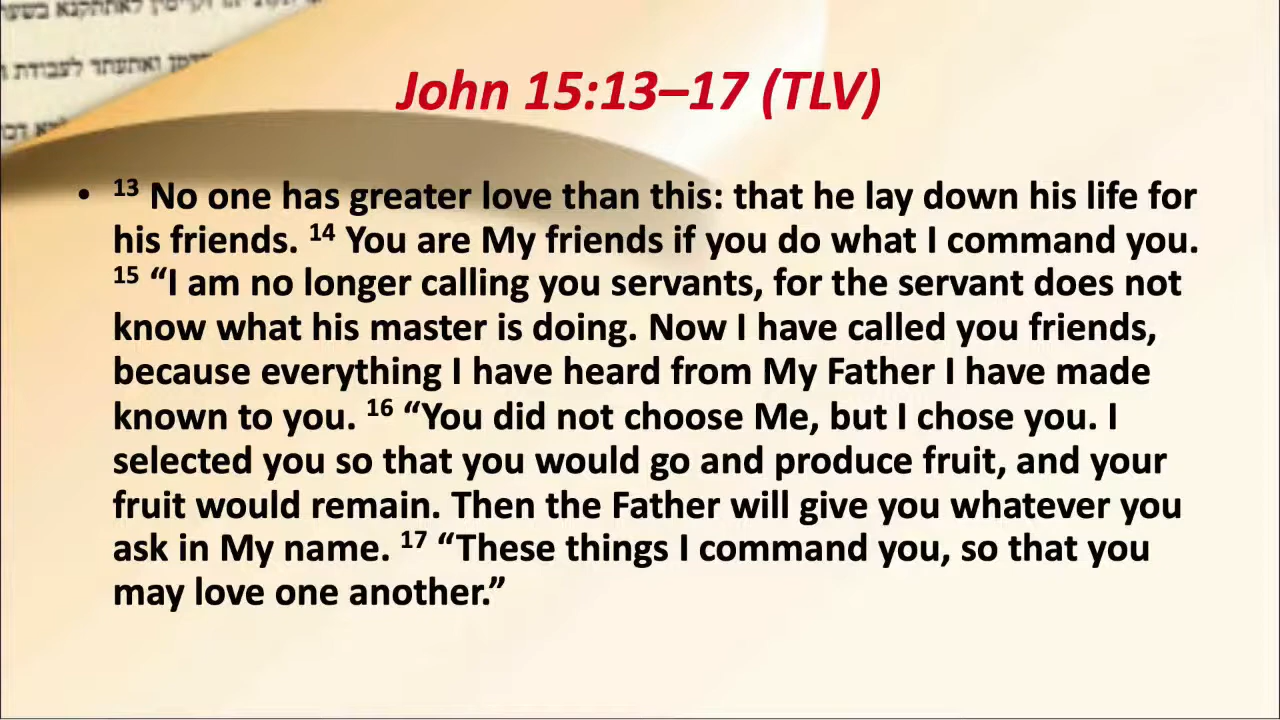 לאתתקנא בשעו
ואתעתד לעבודת
John 15:13–17 (TLV)
• ¹³ No one has greater love than this: that he lay down his life for
his friends. ¹⁴ You are My friends if you do what I command you.
¹⁵ “I am no longer calling you servants, for the servant does not
know what his master is doing. Now I have called you friends,
because everything I have heard from My Father I have made
known to you. ¹⁶ “You did not choose Me, but I chose you. I
selected you so that you would go and produce fruit, and your
fruit would remain. Then the Father will give you whatever you
ask in My name. ¹⁷ “These things I command you, so that you
may love one another.”